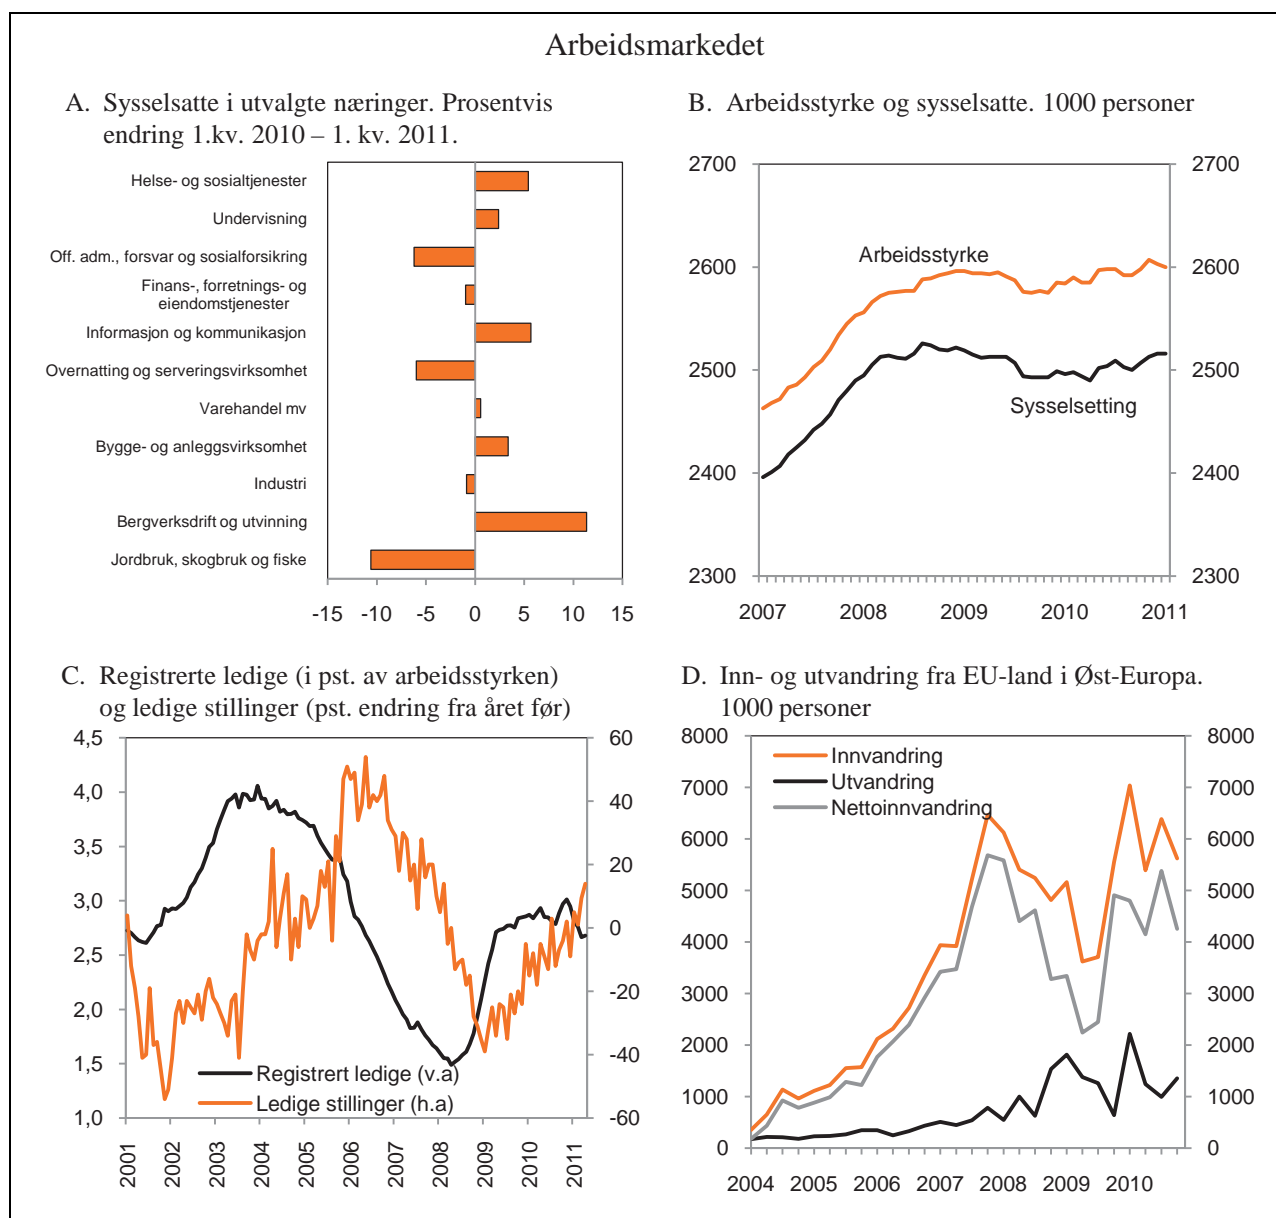 Arbeidsmarkedet
A. Sysselsatte i utvalgte næringer. Prosentvis
endring 1.kv. 2010 – 1. kv. 2011.
Helse- og sosialtjenester
Undervisning
Off. adm., forsvar og sosialforsikring
Finans-, forretnings- og
eiendomstjenester
Informasjon og kommunikasjon
Overnatting og serveringsvirksomhet
Varehandel mv
Bygge- og anleggsvirksomhet
Industri
Bergverksdrift og utvinning
Jordbruk, skogbruk og fiske
-15 -10 -5 0 5 10 15
B. Arbeidsstyrke og sysselsatte. 1000 personer
2700 2700
Arbeidsstyrke
2600 2600
2500 2500
Sysselsetting
2400 2400
2300 2300
2007 2008 2009 2010 2011
C. Registrerte ledige (i pst. av arbeidsstyrken)
og ledige stillinger (pst. endring fra året før)
4,5 60
4,0 40
3,5 20
3,0 0
2,5 -20
2,0 -40
1,5 -60
1,0
Registrert ledige (v.a)
Ledige stillinger (h.a)
2001 2002 2003 2004 2005 2006 2007 2008 2009 2010 2011
D. Inn- og utvandring fra EU-land i Øst-Europa.
1000 personer
8000 8000
Innvandring
7000 Utvandring 7000
Nettoinnvandring
6000 6000
5000 5000
4000 4000
3000 3000
2000 2000
1000 1000
0 0
2004 2005 2006 2007 2008 2009 2010